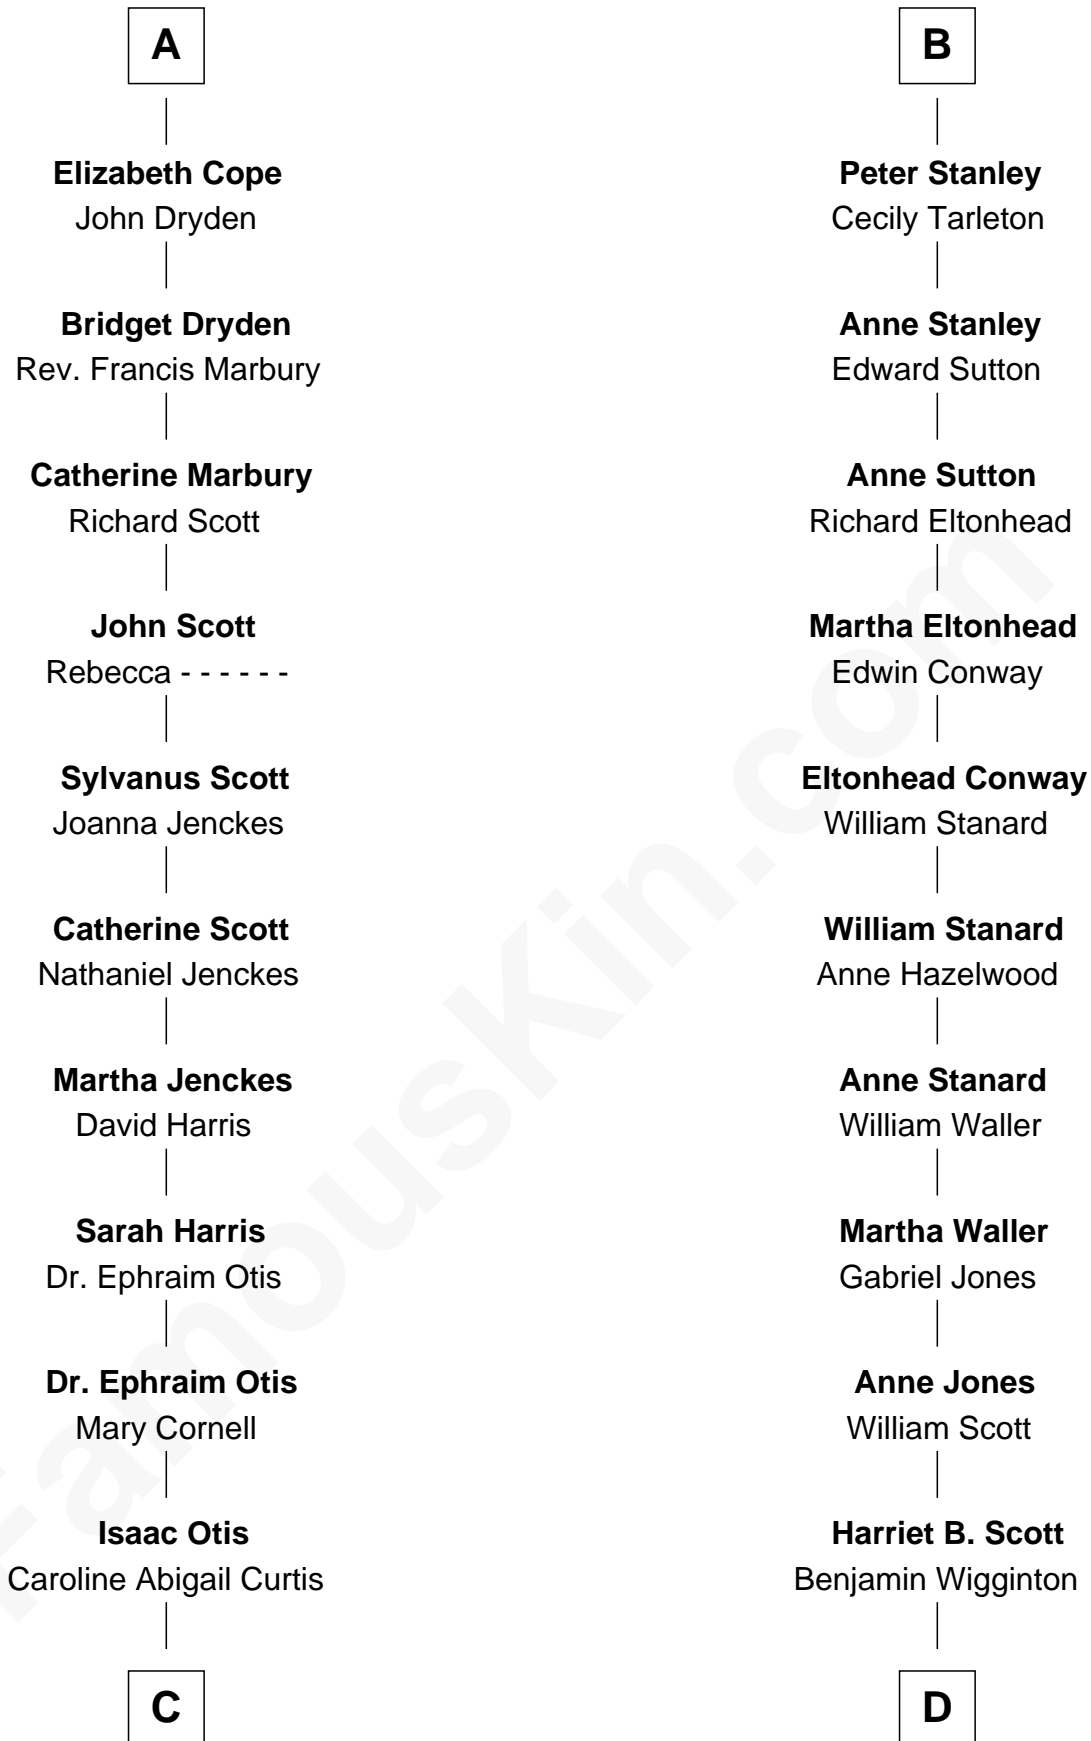 A
Elizabeth Cope
John Dryden
Bridget Dryden
Rev. Francis Marbury
Catherine Marbury
Richard Scott
John Scott
Rebecca - - - - - -
Sylvanus Scott
Joanna Jenckes
Catherine Scott
Nathaniel Jenckes
Martha Jenckes
David Harris
Sarah Harris
Dr. Ephraim Otis
Dr. Ephraim Otis
Mary Cornell
Isaac Otis
Caroline Abigail Curtis
C
B
Peter Stanley
Cecily Tarleton
Anne Stanley
Edward Sutton
Anne Sutton
Richard Eltonhead
Martha Eltonhead
Edwin Conway
Eltonhead Conway
William Stanard
William Stanard
Anne Hazelwood
Anne Stanard
William Waller
Martha Waller
Gabriel Jones
Anne Jones
William Scott
Harriet B. Scott
Benjamin Wigginton
D
FamousKin.com